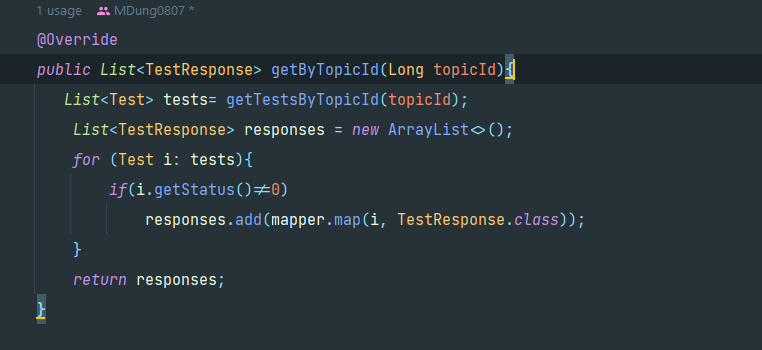 1 usage MDung0807 *
@Override
public List<TestResponse> getByTopicId(Long topicId){
List<Test> tests= getTestsByTopicId(topicId);
List<TestResponse> responses = new ArrayList<>();
for (Test i: tests){
if(i.getStatus()!=0)
responses.add(mapper.map(i, TestResponse.class));
}
return responses;
}